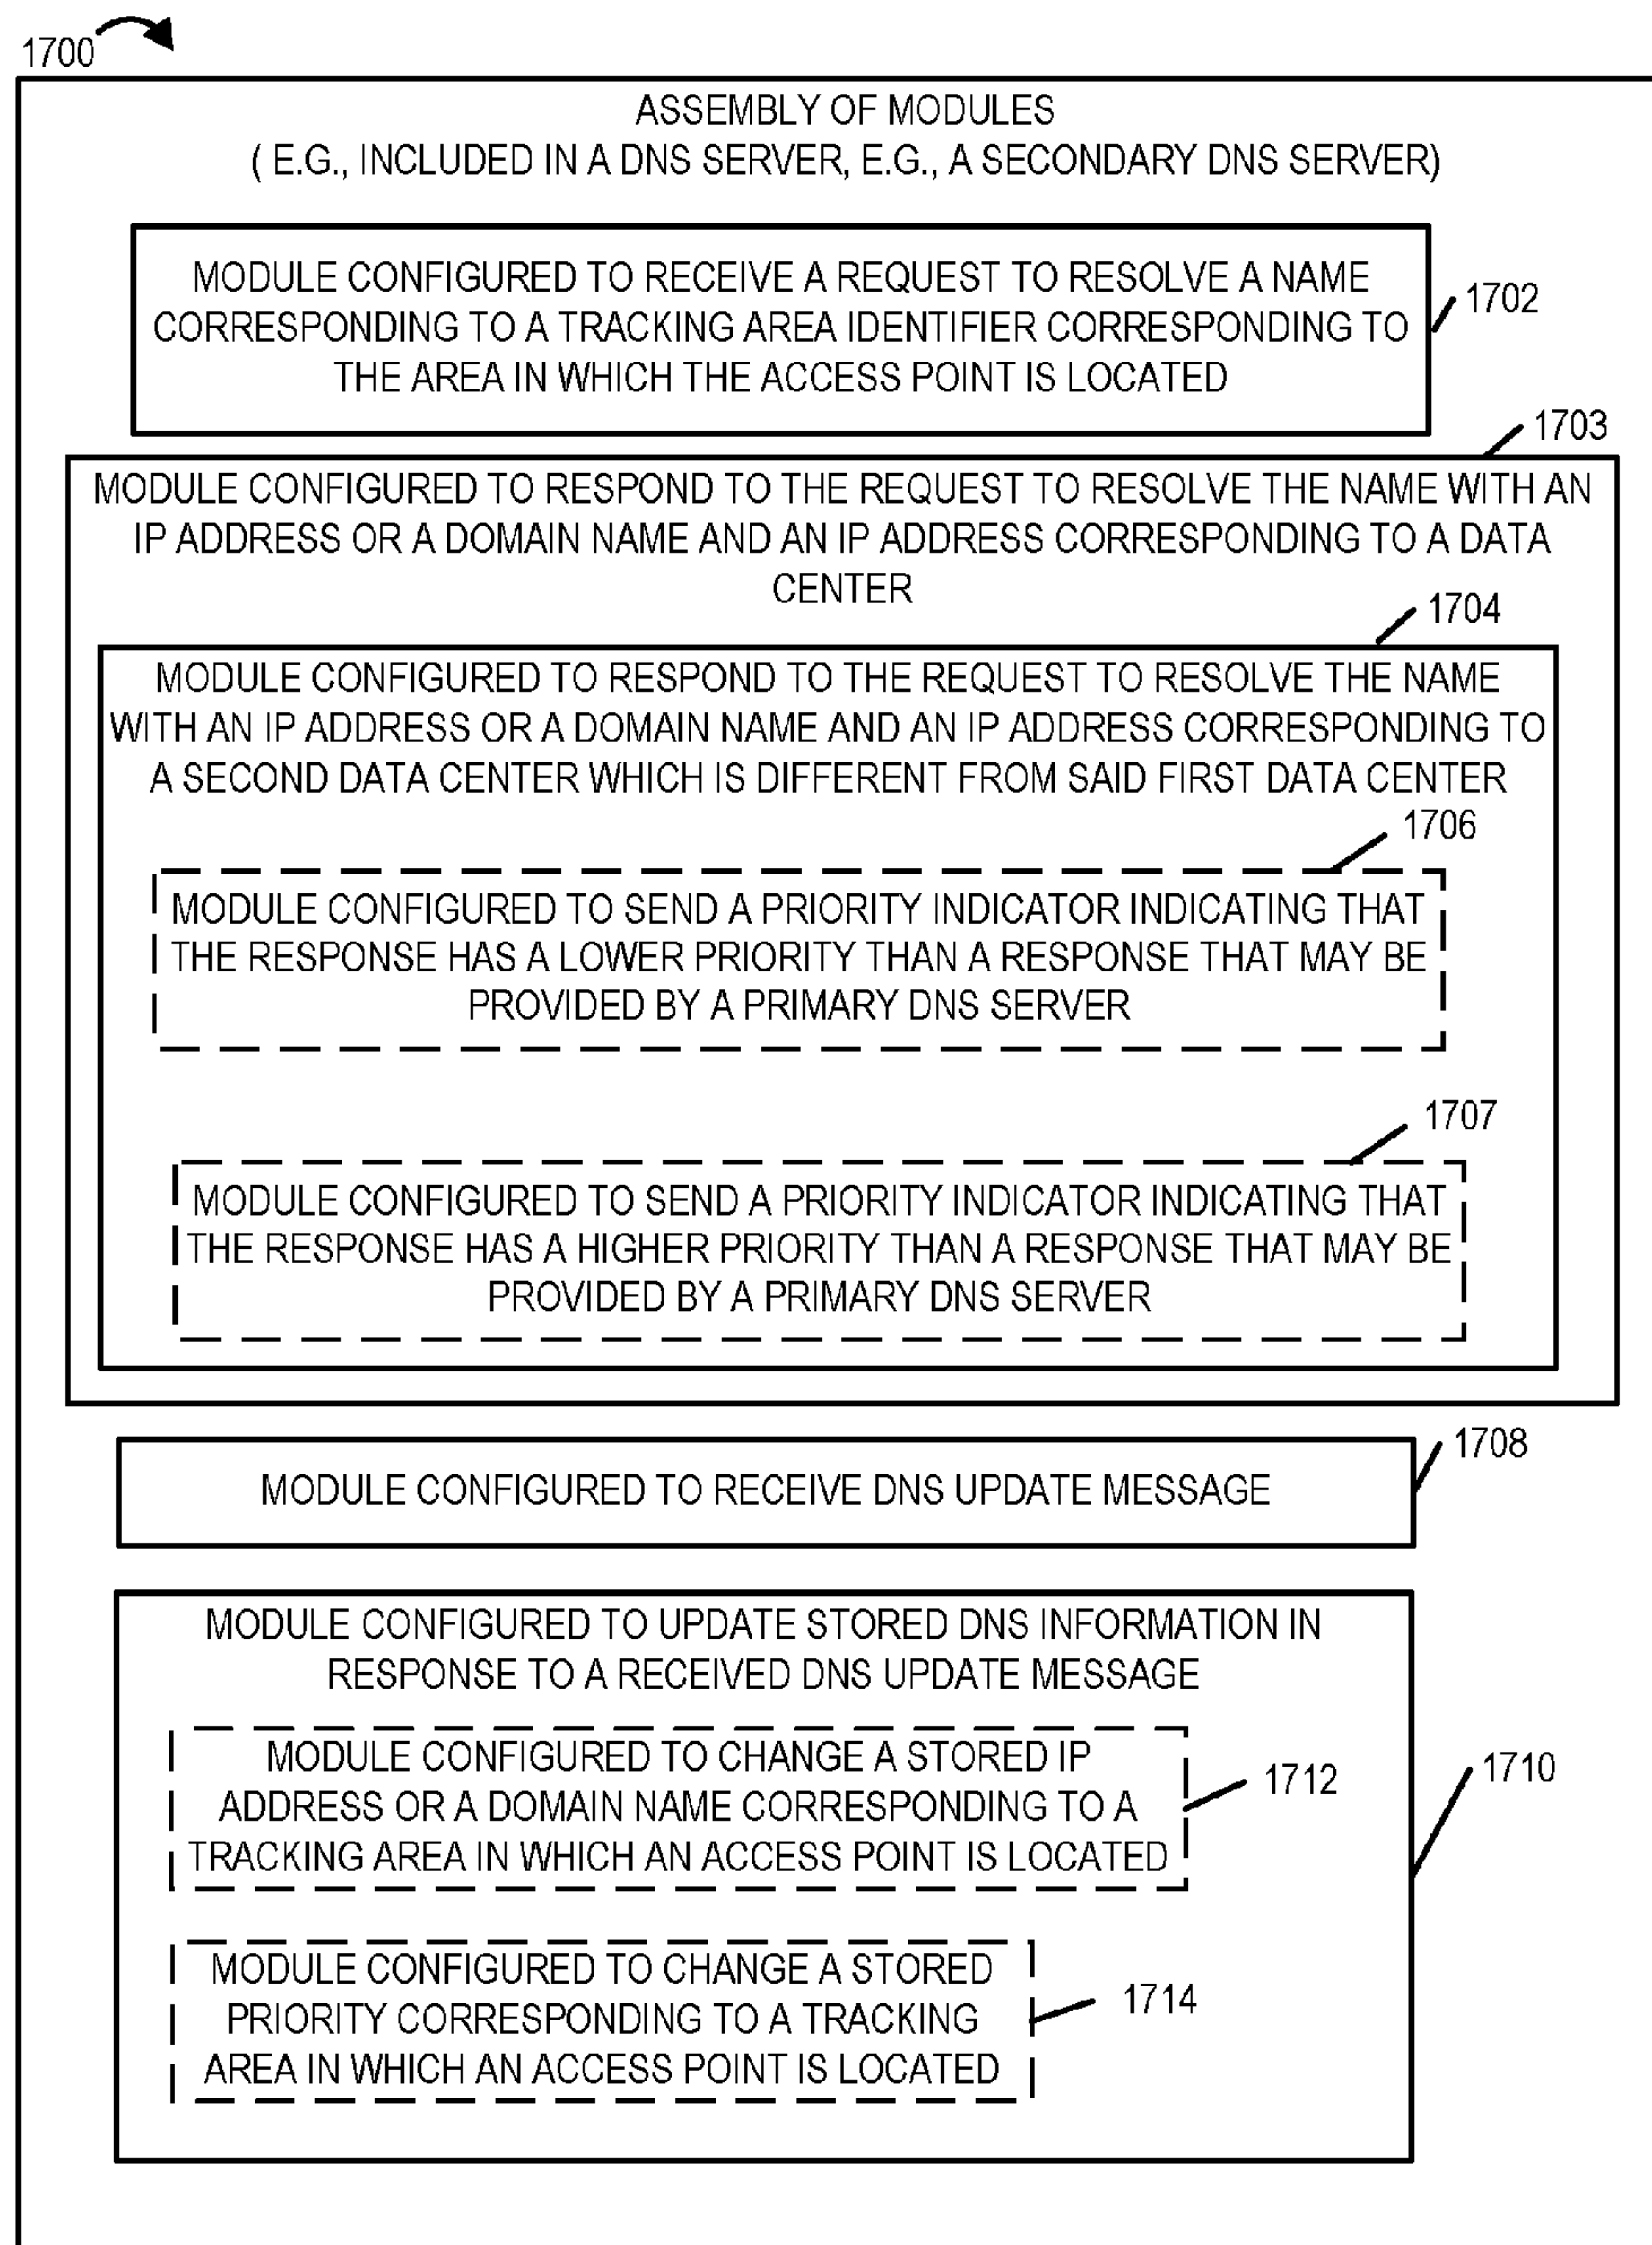 1700
ASSEMBLY OF MODULES
( E.G., INCLUDED IN A DNS SERVER, E.G., A SECONDARY DNS SERVER)
MODULE CONFIGURED TO RECEIVE A REQUEST TO RESOLVE A NAME
CORRESPONDING TO A TRACKING AREA IDENTIFIER CORRESPONDING TO
THE AREA IN WHICH THE ACCESS POINT IS LOCATED
1702
1703
MODULE CONFIGURED TO RESPOND TO THE REQUEST TO RESOLVE THE NAME WITH AN
IP ADDRESS OR A DOMAIN NAME AND AN IP ADDRESS CORRESPONDING TO A DATA
CENTER
1704
MODULE CONFIGURED TO RESPOND TO THE REQUEST TO RESOLVE THE NAME
WITH AN IP ADDRESS OR A DOMAIN NAME AND AN IP ADDRESS CORRESPONDING TO
A SECOND DATA CENTER WHICH IS DIFFERENT FROM SAID FIRST DATA CENTER
1706
MODULE CONFIGURED TO SEND A PRIORITY INDICATOR INDICATING THAT
THE RESPONSE HAS A LOWER PRIORITY THAN A RESPONSE THAT MAY BE
PROVIDED BY A PRIMARY DNS SERVER
1707
MODULE CONFIGURED TO SEND A PRIORITY INDICATOR INDICATING THAT
THE RESPONSE HAS A HIGHER PRIORITY THAN A RESPONSE THAT MAY BE
PROVIDED BY A PRIMARY DNS SERVER
1708
MODULE CONFIGURED TO RECEIVE DNS UPDATE MESSAGE
MODULE CONFIGURED TO UPDATE STORED DNS INFORMATION IN
RESPONSE TO A RECEIVED DNS UPDATE MESSAGE
1710
MODULE CONFIGURED TO CHANGE A STORED IP
ADDRESS OR A DOMAIN NAME CORRESPONDING TO A
TRACKING AREA IN WHICH AN ACCESS POINT IS LOCATED
1712
MODULE CONFIGURED TO CHANGE A STORED
PRIORITY CORRESPONDING TO A TRACKING
AREA IN WHICH AN ACCESS POINT IS LOCATED
1714